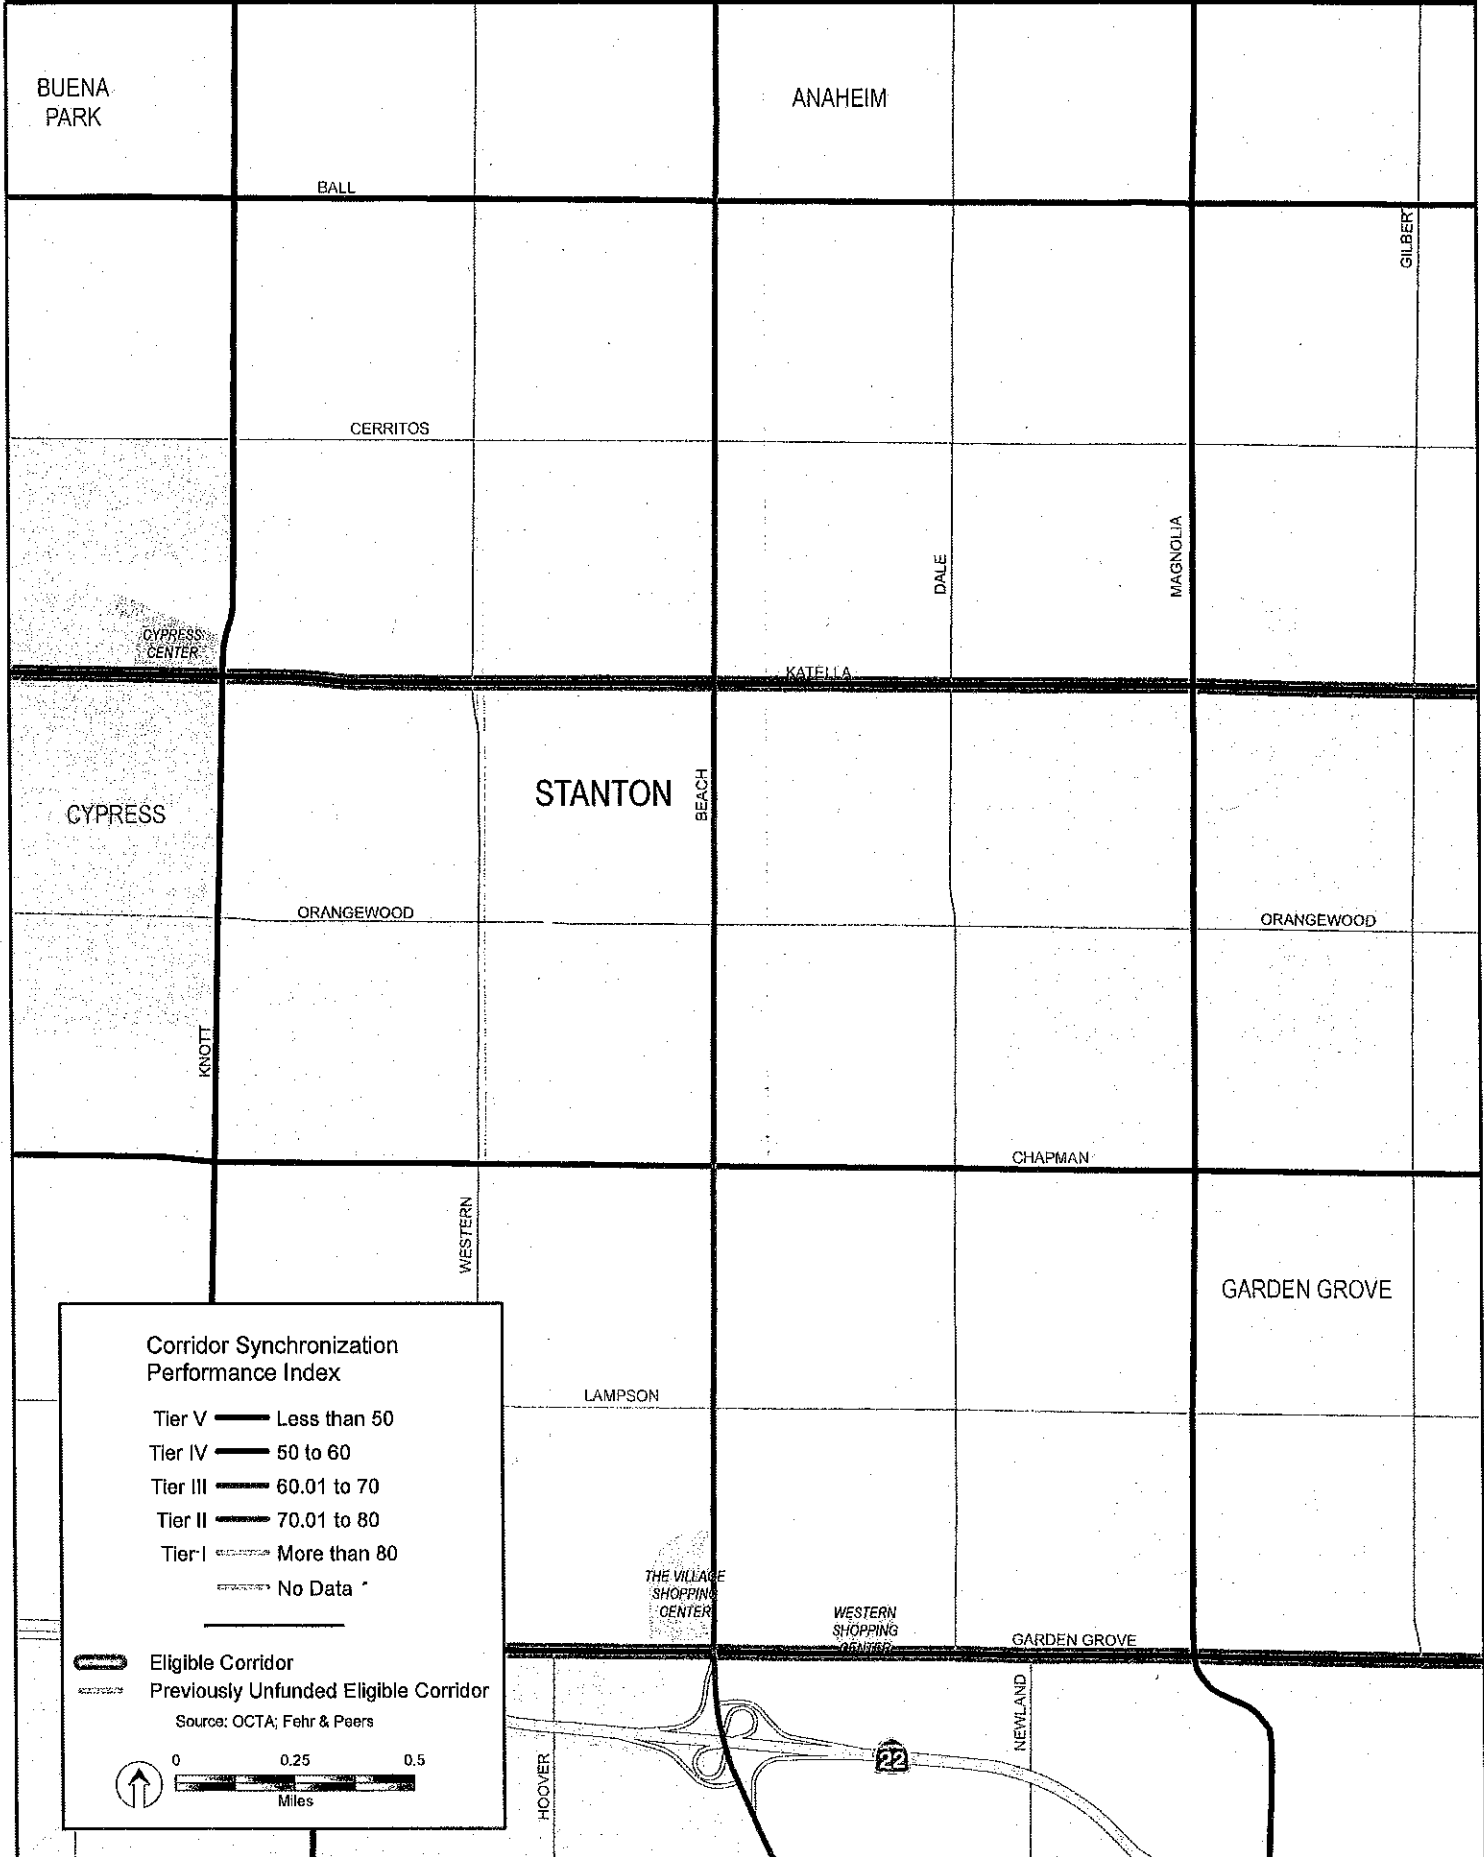 BUENA
PARK
ANAHEIM
BALL
GILBERT
CERRITOS
MAGNOLIA
DALE
CYPRESS
CENTER
KATELLA
STANTON
BEACH
CYPRESS
ORANGEWOOD
ORANGEWOOD
KNOTT
CHAPMAN
WESTERN
GARDEN GROVE
Corridor Synchronization
Performance Index
Tier V Less than 50
Tier IV 50 to 60
Tier III 60.01 to 70
Tier II 70.01 to 80
Tier I More than 80
No Data
Eligible Corridor
Previously Unfunded Eligible Corridor
Source: OCTA; Fehr & Peers
0 0.25 0.5
Miles
LAMPSON
THE VILLAGE
SHOPPING
CENTER
WESTERN
SHOPPING
CENTER
GARDEN GROVE
NEWLAND
HOOVER
22